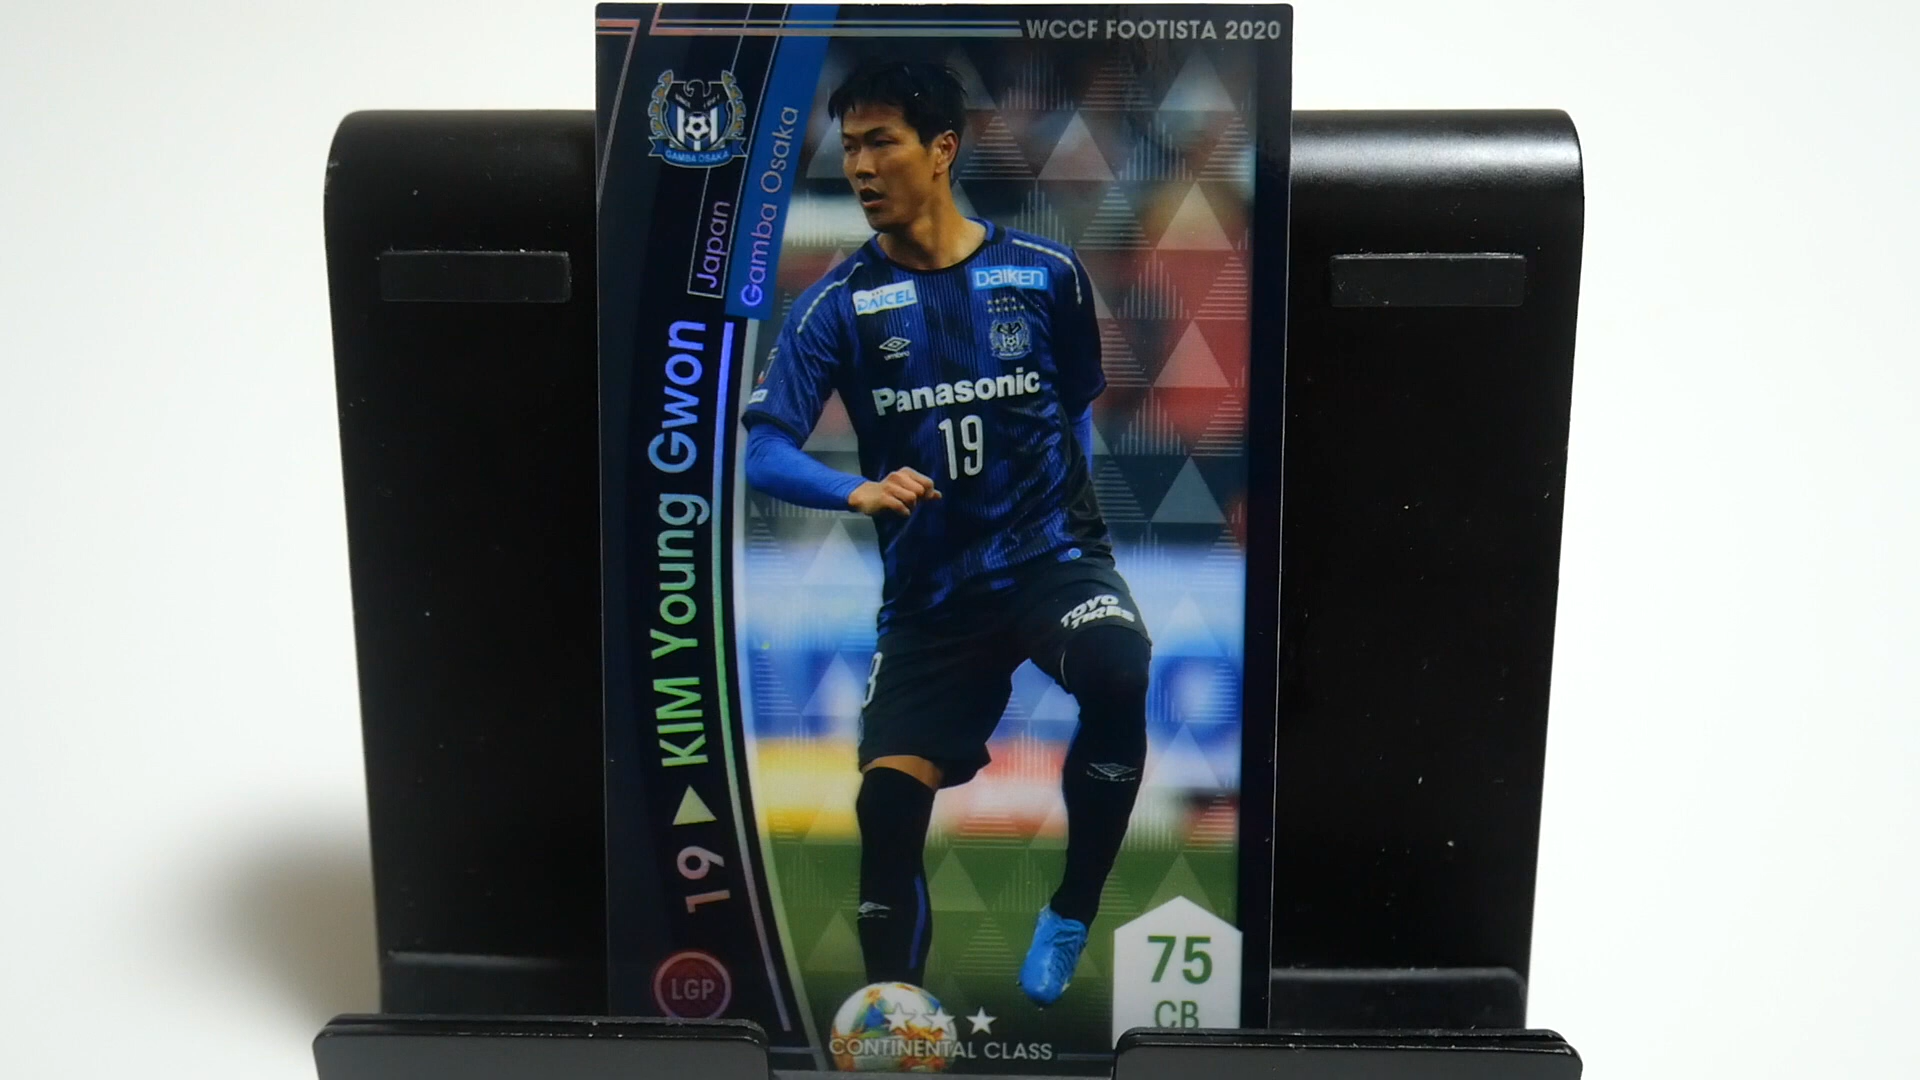 WCCF FOOTISTA 2020
GAMBA OSAKA
Japan
Gamba Osaka
19 ▶ KIM Young Gwon
DAICEL
DAIKEN
umbro
Panasonic
19
TOYO
TIRES
3
LGP
75
CB
★★★
CONTINENTAL CLASS